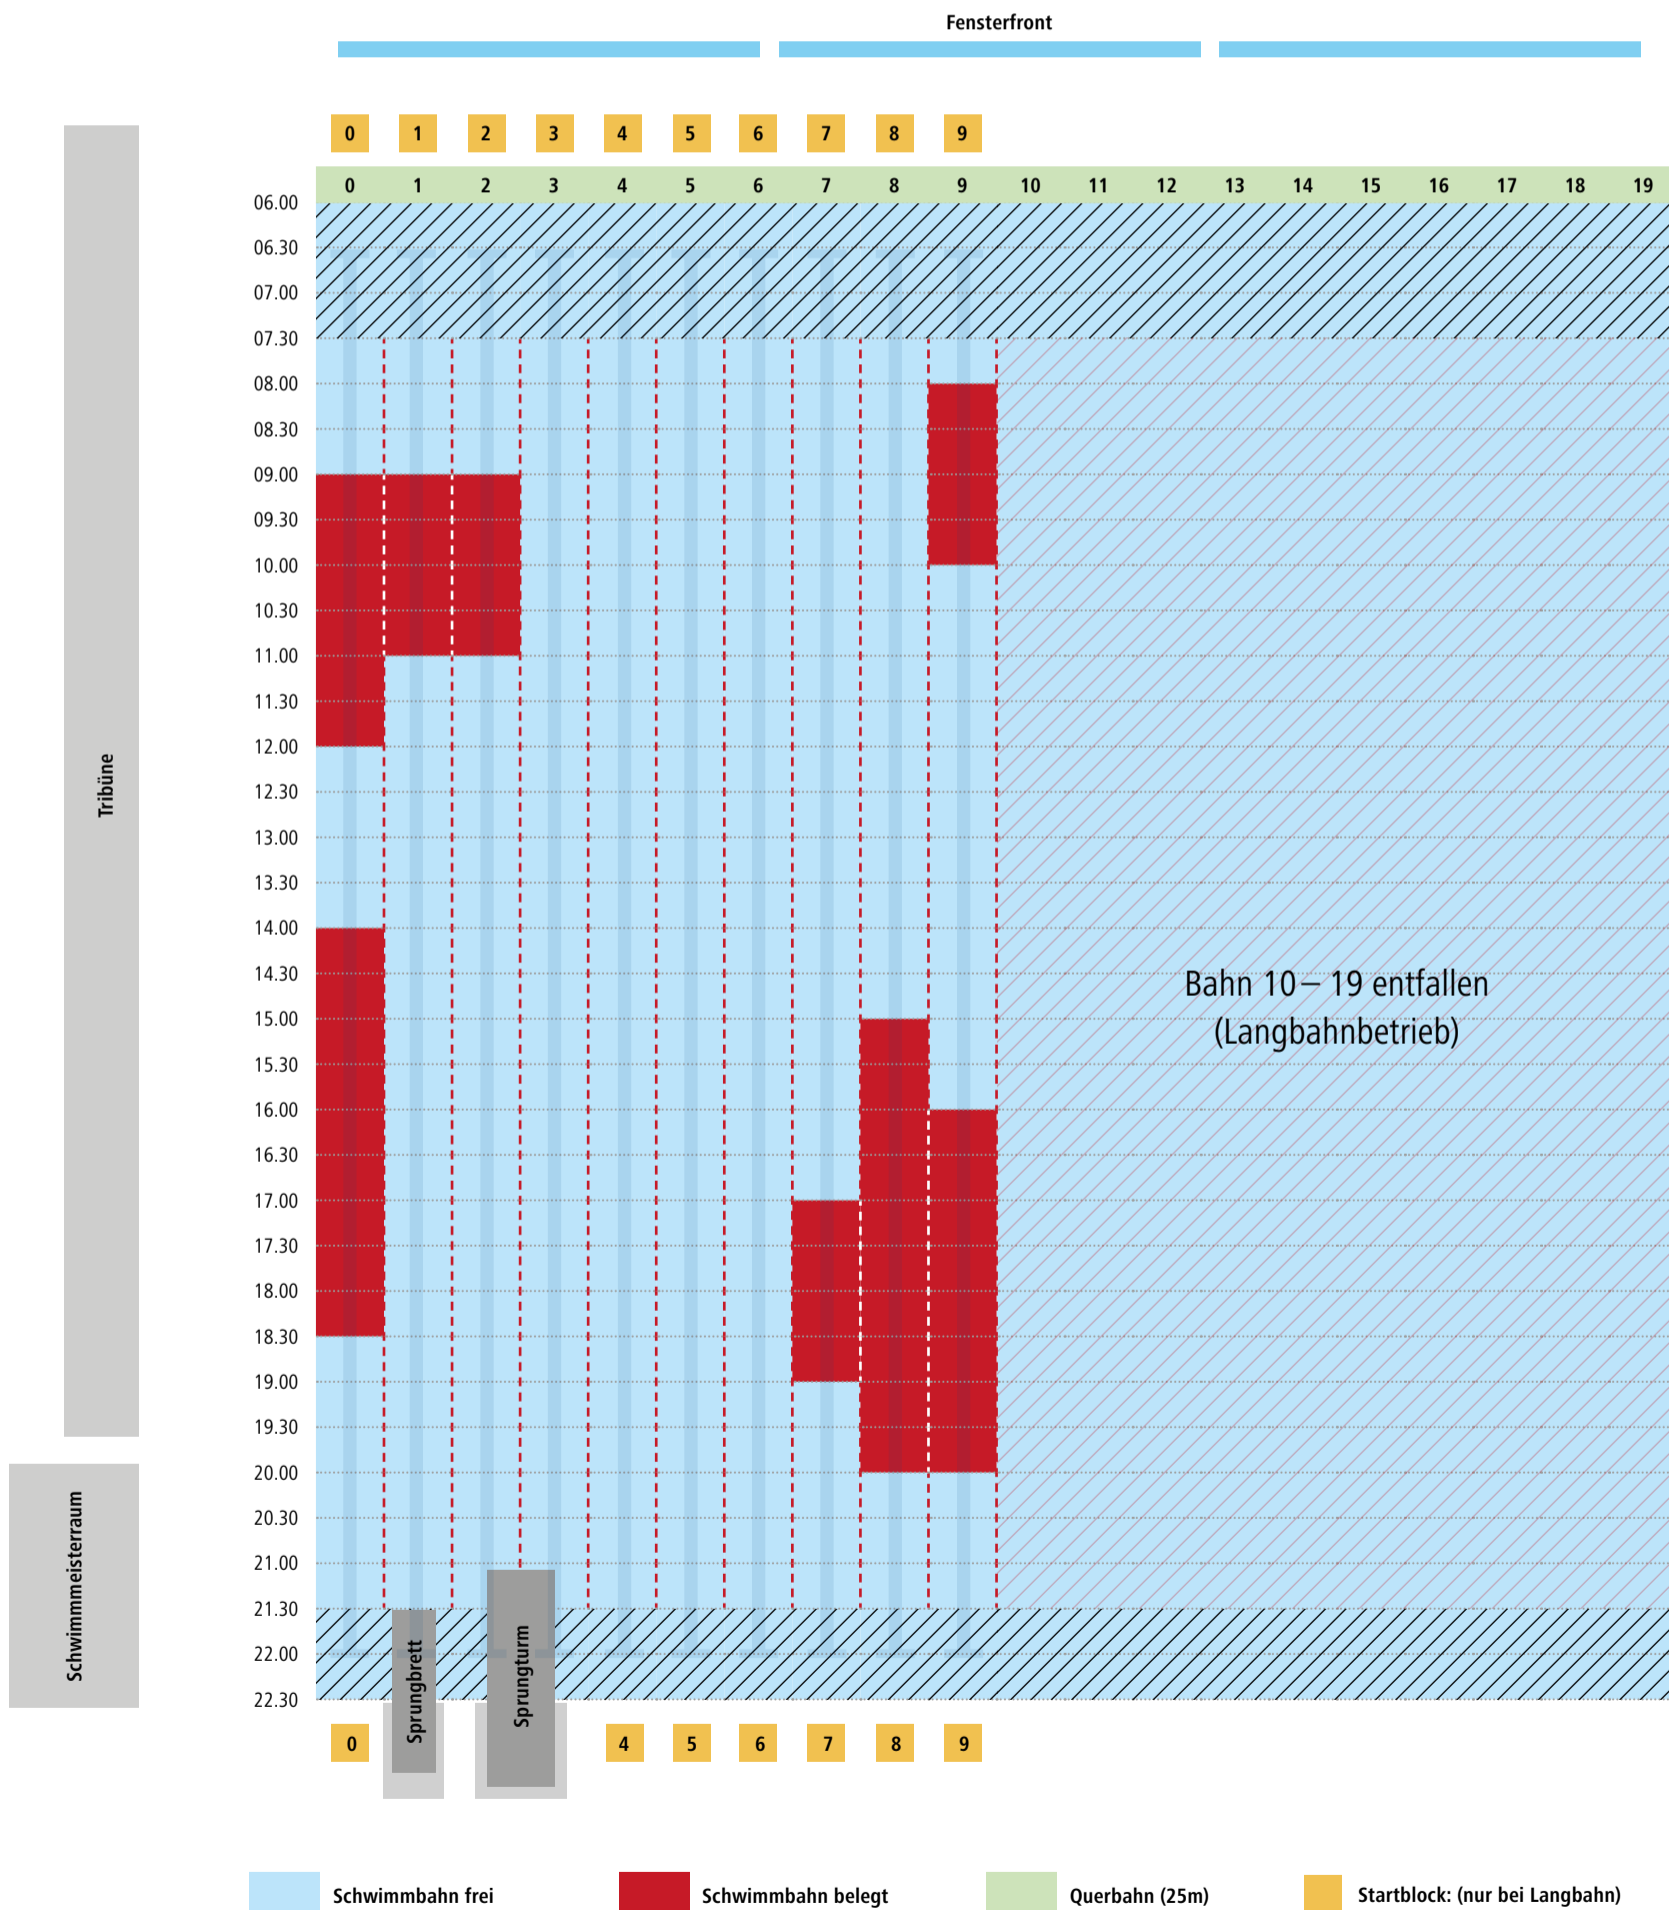 Fensterfront
0 1 2 3 4 5 6 7 8 9
0 1 2 3 4 5 6 7 8 9 10 11 12 13 14 15 16 17 18 19
06.00
06.30
07.00
07.30
08.00
08.30
09.00
09.30
10.00
10.30
11.00
11.30
12.00
12.30
13.00
13.30
14.00
14.30
15.00
15.30
16.00
16.30
17.00
17.30
18.00
18.30
19.00
19.30
20.00
20.30
21.00
21.30
22.00
22.30
Tribüne
Schwimmmeisterraum
Bahn 10 – 19 entfallen
(Langbahnbetrieb)
Sprungbrett
Sprungturm
0 4 5 6 7 8 9
Schwimmbahn frei
Schwimmbahn belegt
Querbahn (25m)
Startblock: (nur bei Langbahn)